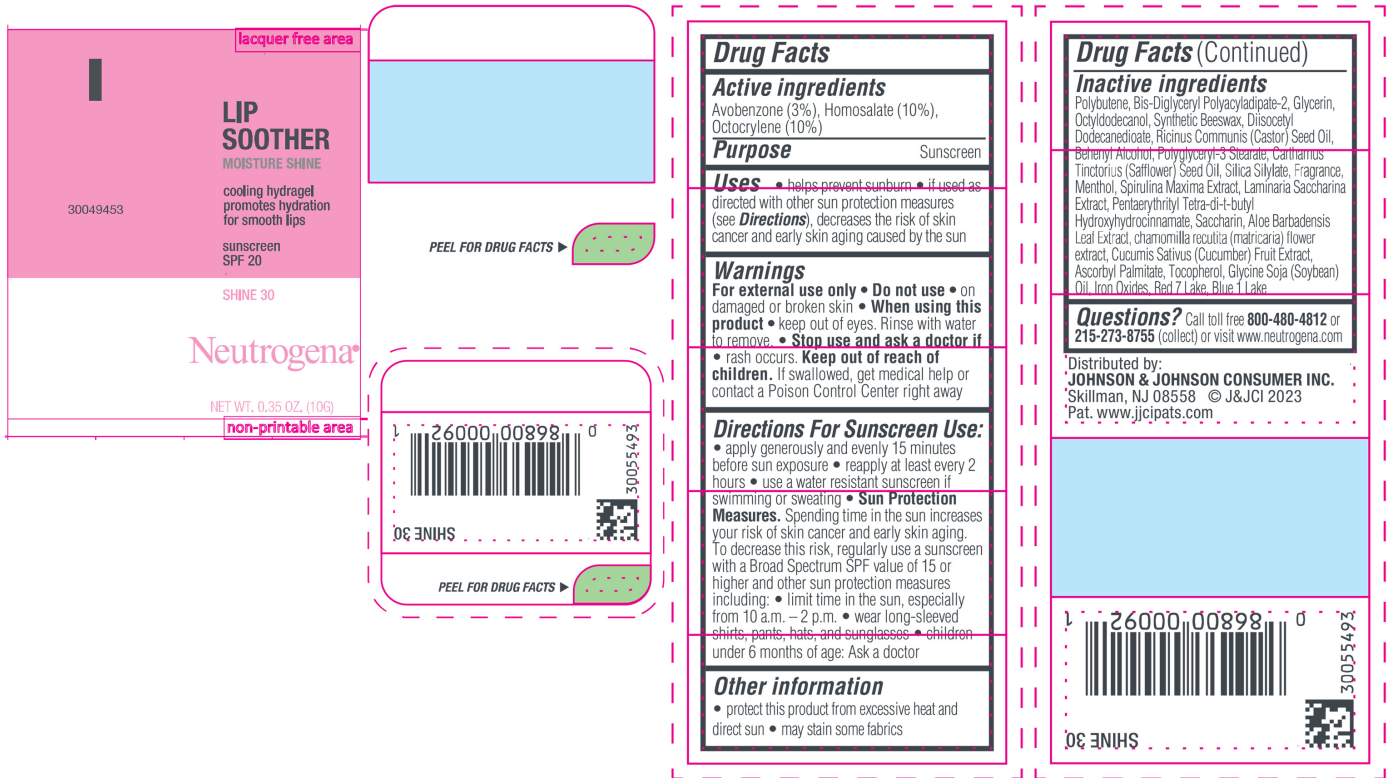 lacquer free area
LIP
SOOTHER
MOISTURE SHINE
cooling hydragel
promotes hydration
for smooth lips
30049453
sunscreen
SPF 20
SHINE 30
Neutrogena
NET WT. 0.35 OZ. (10G)
non-printable area
PEEL FOR DRUG FACTS
0 86800 00092 1
30055493
SHINE 30
PEEL FOR DRUG FACTS
Drug Facts
Active ingredients
Avobenzone (3%), Homosalate (10%),
Octocrylene (10%)
Purpose Sunscreen
Uses • helps prevent sunburn • if used as
directed with other sun protection measures
(see Directions), decreases the risk of skin
cancer and early skin aging caused by the sun
Warnings
For external use only • Do not use • on
damaged or broken skin • When using this
product • keep out of eyes. Rinse with water
to remove. • Stop use and ask a doctor if
• rash occurs. Keep out of reach of
children. If swallowed, get medical help or
contact a Poison Control Center right away
Directions For Sunscreen Use:
• apply generously and evenly 15 minutes
before sun exposure • reapply at least every 2
hours • use a water resistant sunscreen if
swimming or sweating • Sun Protection
Measures. Spending time in the sun increases
your risk of skin cancer and early skin aging.
To decrease this risk, regularly use a sunscreen
with a Broad Spectrum SPF value of 15 or
higher and other sun protection measures
including: • limit time in the sun, especially
from 10 a.m. – 2 p.m. • wear long-sleeved
shirts, pants, hats, and sunglasses • children
under 6 months of age: Ask a doctor
Other information
• protect this product from excessive heat and
direct sun • may stain some fabrics
Drug Facts (Continued)
Inactive ingredients
Polybutene, Bis-Diglyceryl Polyacyladipate-2, Glycerin,
Octyldodecanol, Synthetic Beeswax, Diisocetyl
Dodecanedioate, Ricinus Communis (Castor) Seed Oil,
Behenyl Alcohol, Polyglyceryl-3 Stearate, Carthamus
Tinctorius (Safflower) Seed Oil, Silica Silylate, Fragrance,
Menthol, Spirulina Maxima Extract, Laminaria Saccharina
Extract, Pentaerythrityl Tetra-di-t-butyl
Hydroxyhydrocinnamate, Saccharin, Aloe Barbadensis
Leaf Extract, chamomilla recutita (matricaria) flower
extract, Cucumis Sativus (Cucumber) Fruit Extract,
Ascorbyl Palmitate, Tocopherol, Glycine Soja (Soybean)
Oil, Iron Oxides, Red 7 Lake, Blue 1 Lake
Questions? Call toll free 800-480-4812 or
215-273-8755 (collect) or visit www.neutrogena.com
Distributed by:
JOHNSON & JOHNSON CONSUMER INC.
Skillman, NJ 08558 © J&JCI 2023
Pat. www.jjcipats.com
0 86800 00092 1
30055493
SHINE 30